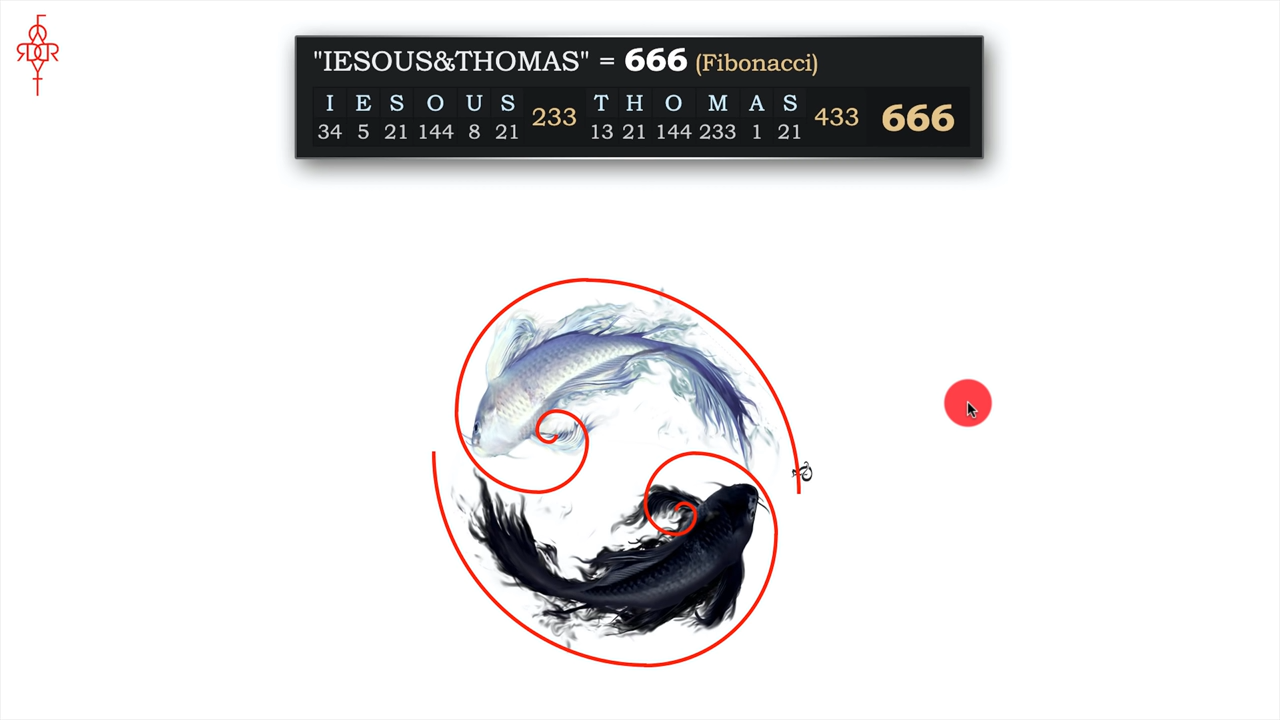 "IESOUS&THOMAS" = 666 (Fibonacci)
I E S O U S 233 T H O M A S 433 666
34 5 21 144 8 21 13 21 144 233 1 21